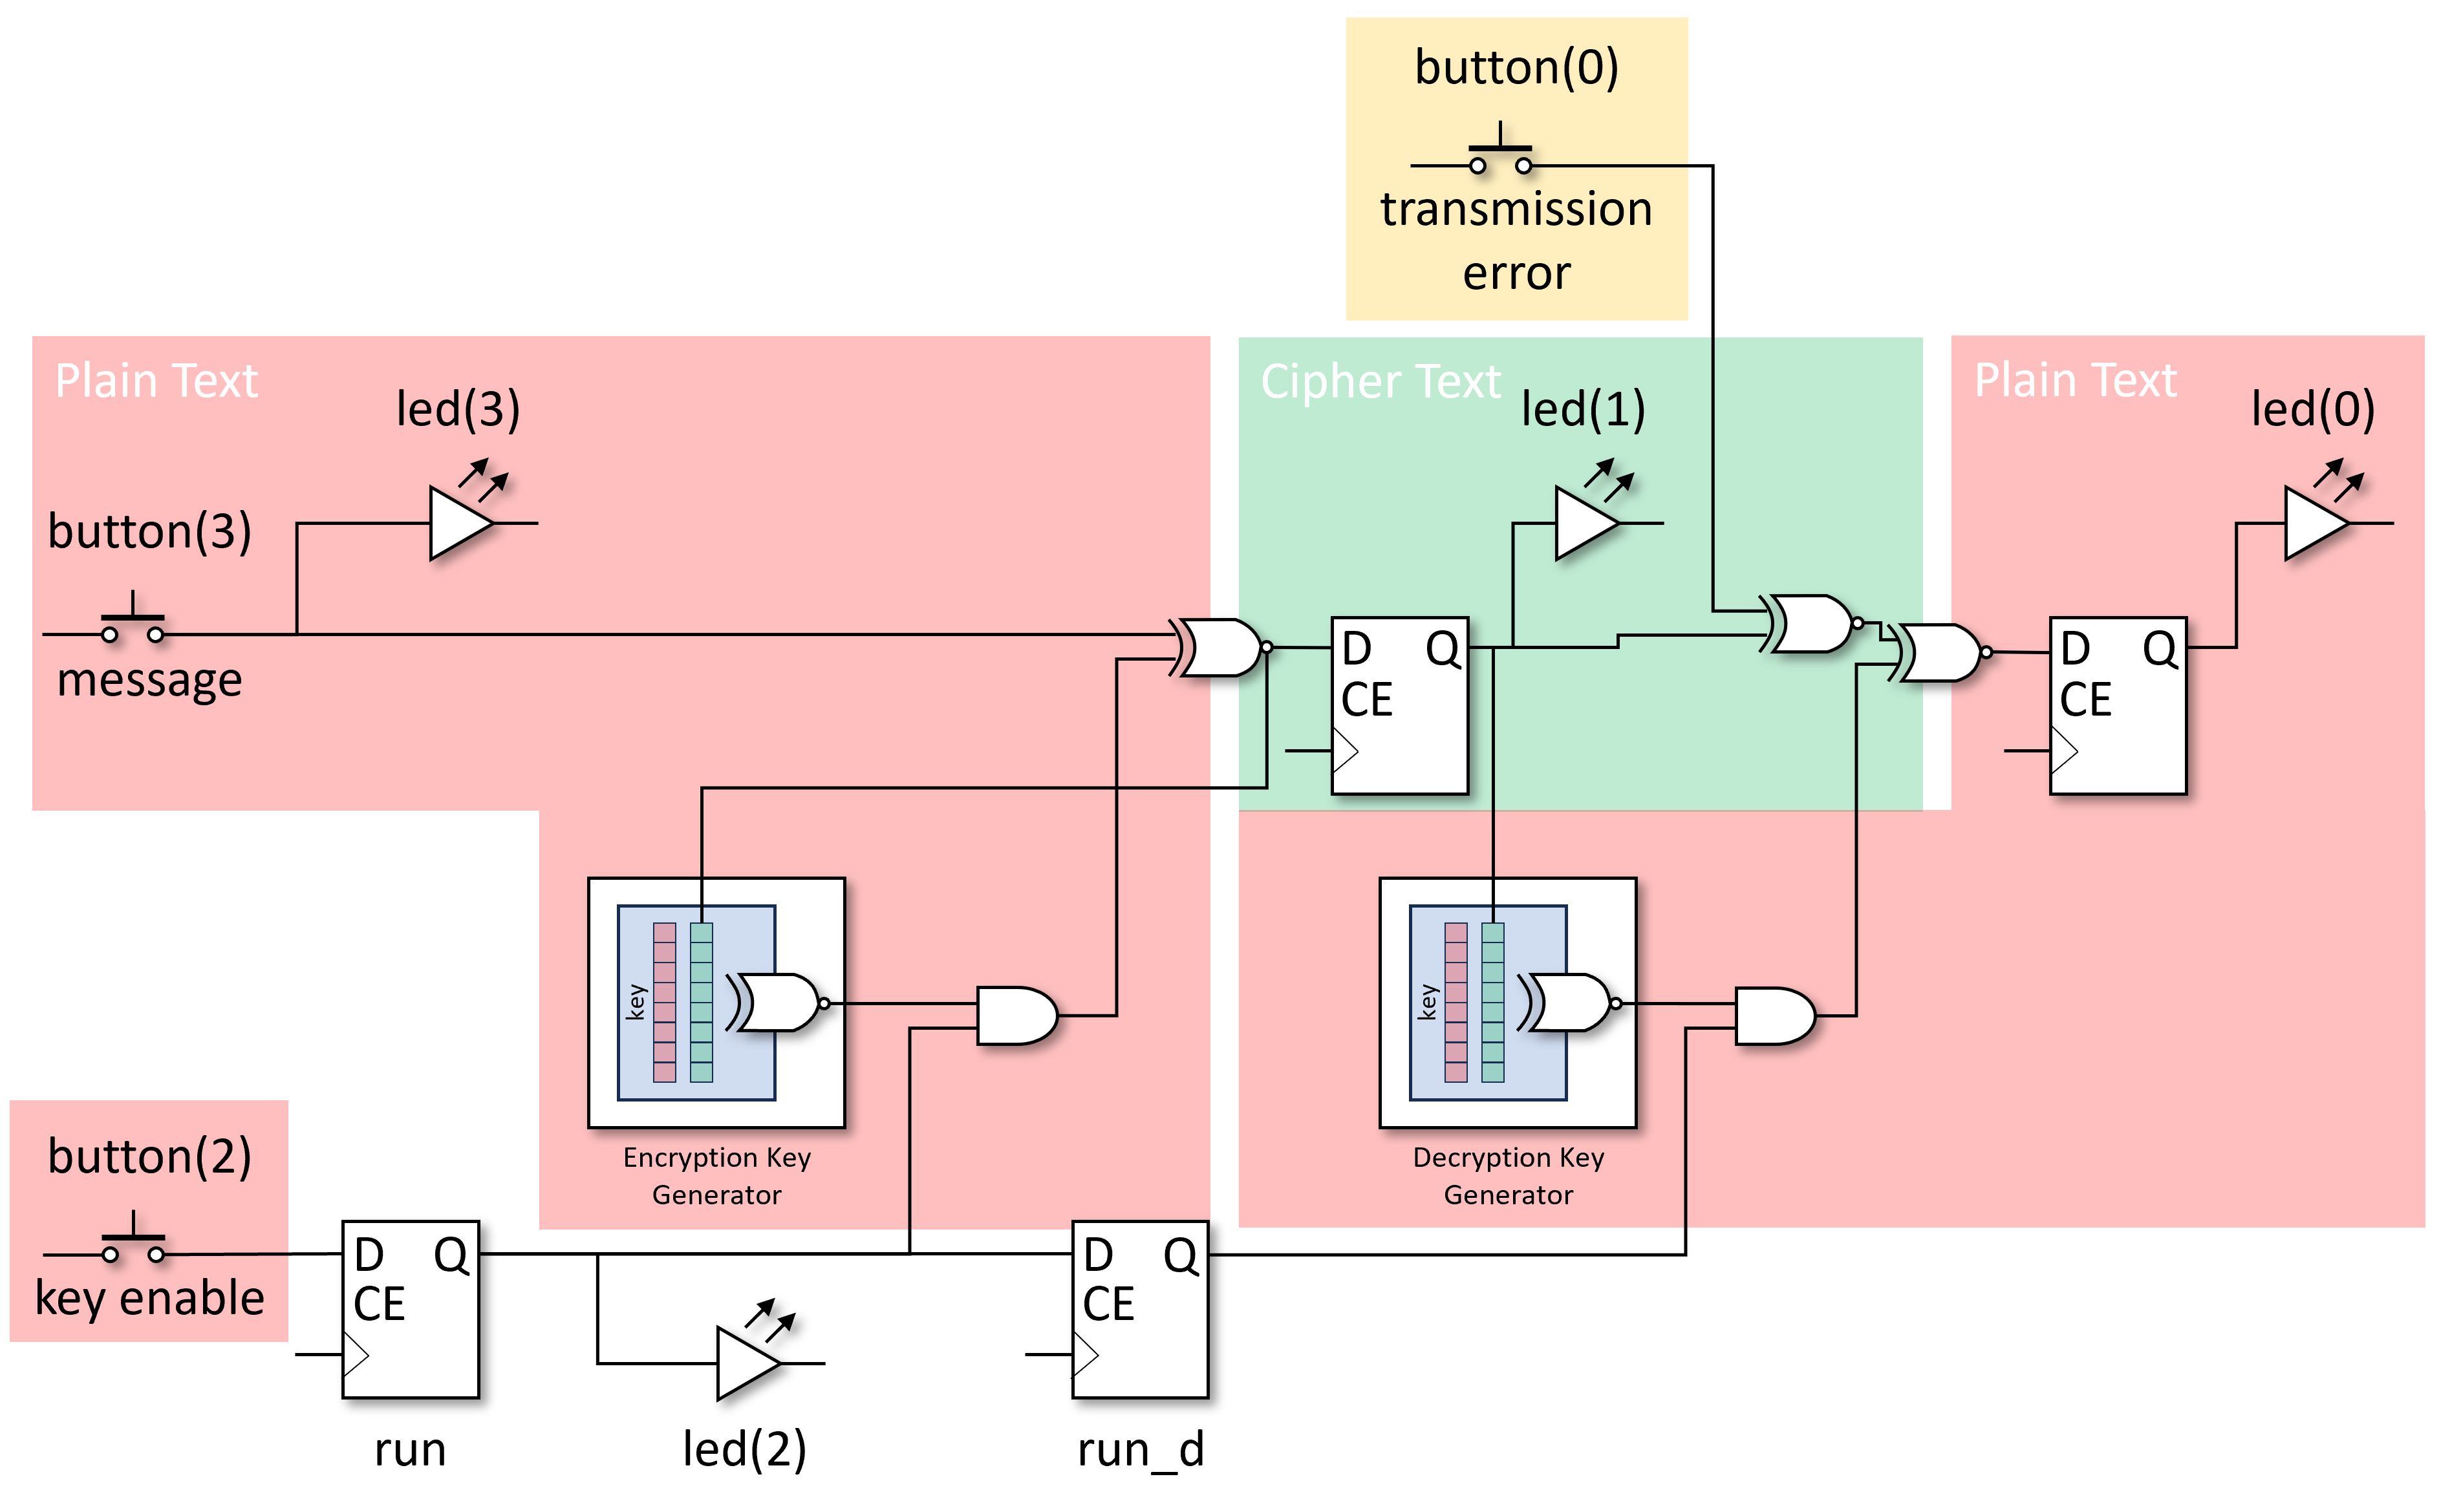 button(0)
transmission
error
Plain Text
led(3)
button(3)
message
Cipher Text
led(1)
D Q
CE
Plain Text
led(0)
D Q
CE
key
Encryption Key
Generator
key
Decryption Key
Generator
button(2)
key enable
D Q
CE
run
led(2)
D Q
CE
run_d